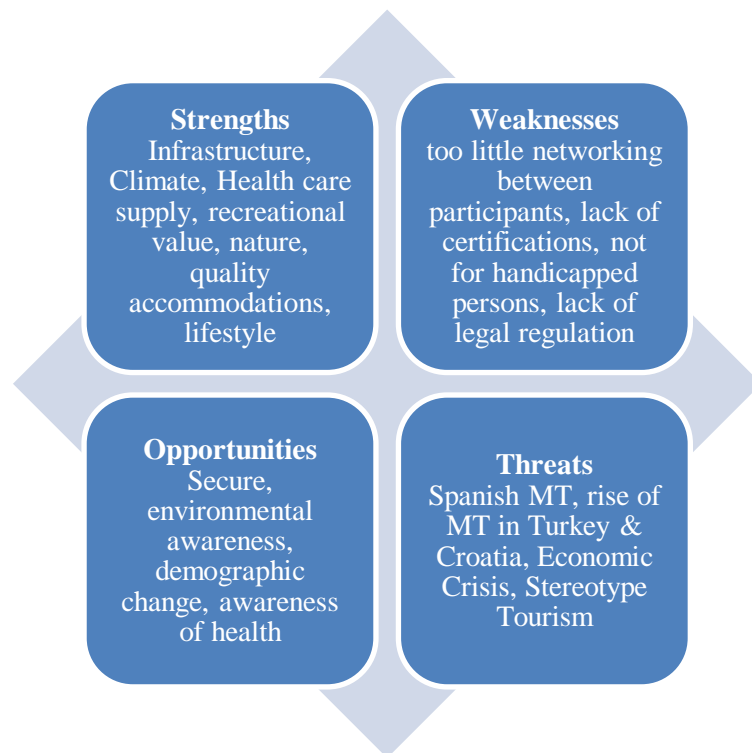 Strengths
Infrastructure,
Climate, Health care
supply, recreational
value, nature,
quality
accommodations,
lifestyle
Weaknesses
too little networking
between
participants, lack of
certifications, not
for handicapped
persons, lack of
legal regulation
Opportunities
Secure,
environmental
awareness,
demographic
change, awareness
of health
Threats
Spanish MT, rise of
MT in Turkey &
Croatia, Economic
Crisis, Stereotype
Tourism